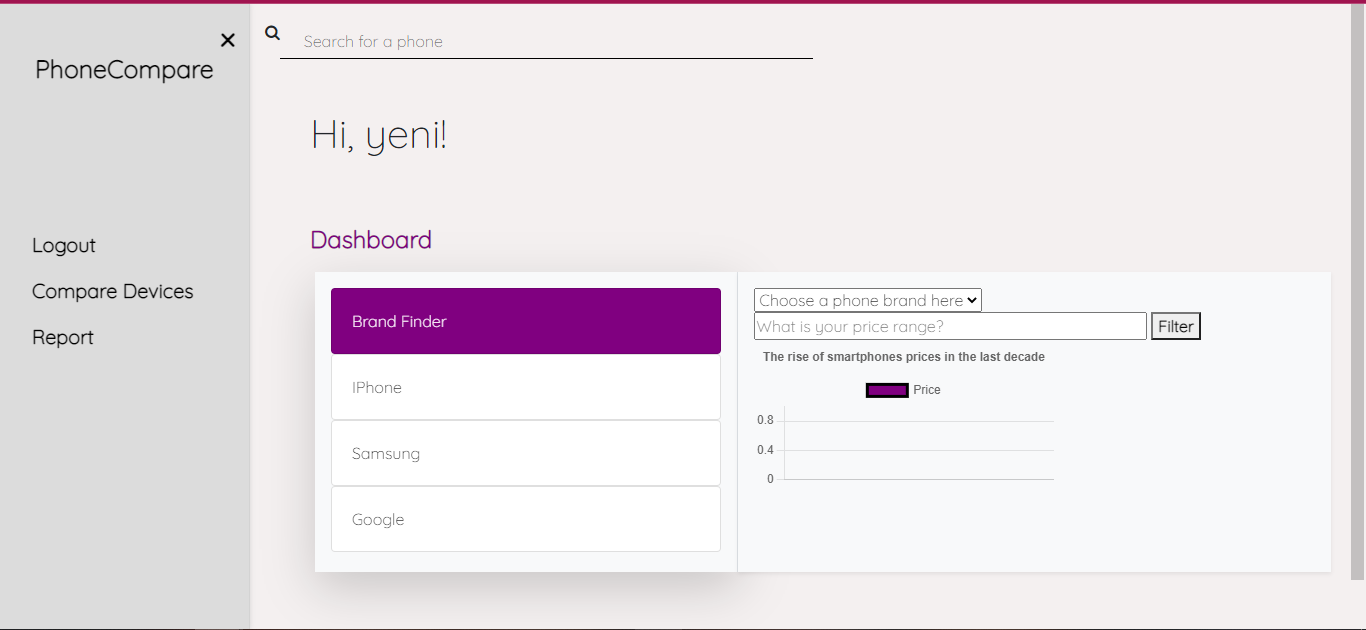 PhoneCompare
Search for a phone
Hi, yeni!
Logout
Compare Devices
Report
Dashboard
Brand Finder
IPhone
Samsung
Google
Choose a phone brand here
What is your price range?
Filter
The rise of smartphones prices in the last decade
Price
0.8
0.4
0